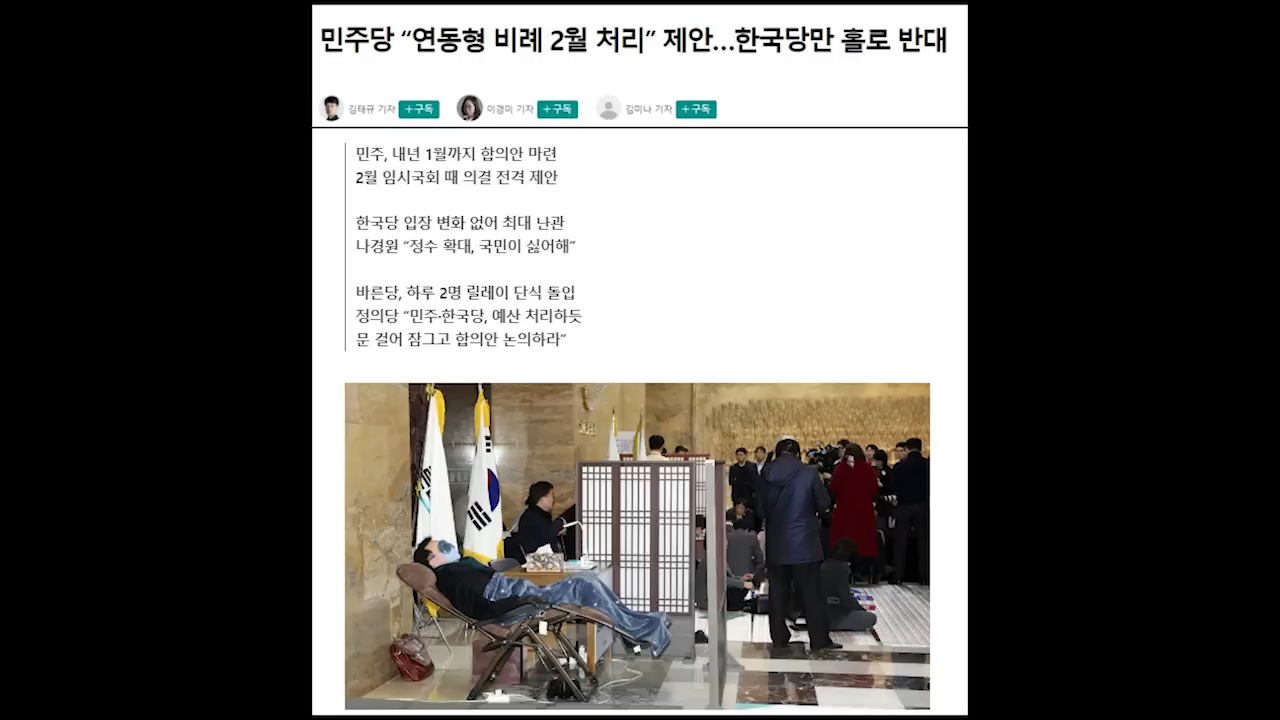 민주당 “연동형 비례 2월 처리” 제안…한국당만 홀로 반대
김태규 기자 +구독 이경미 기자 +구독 김미나 기자 +구독
민주, 내년 1월까지 합의안 마련
2월 임시국회 때 의결 전격 제안
한국당 입장 변화 없어 최대 난관
나경원 “정수 확대, 국민이 싫어해”
바른당, 하루 2명 릴레이 단식 돌입
정의당 “민주·한국당, 예산 처리하듯
문 걸어 잠그고 합의안 논의하라”